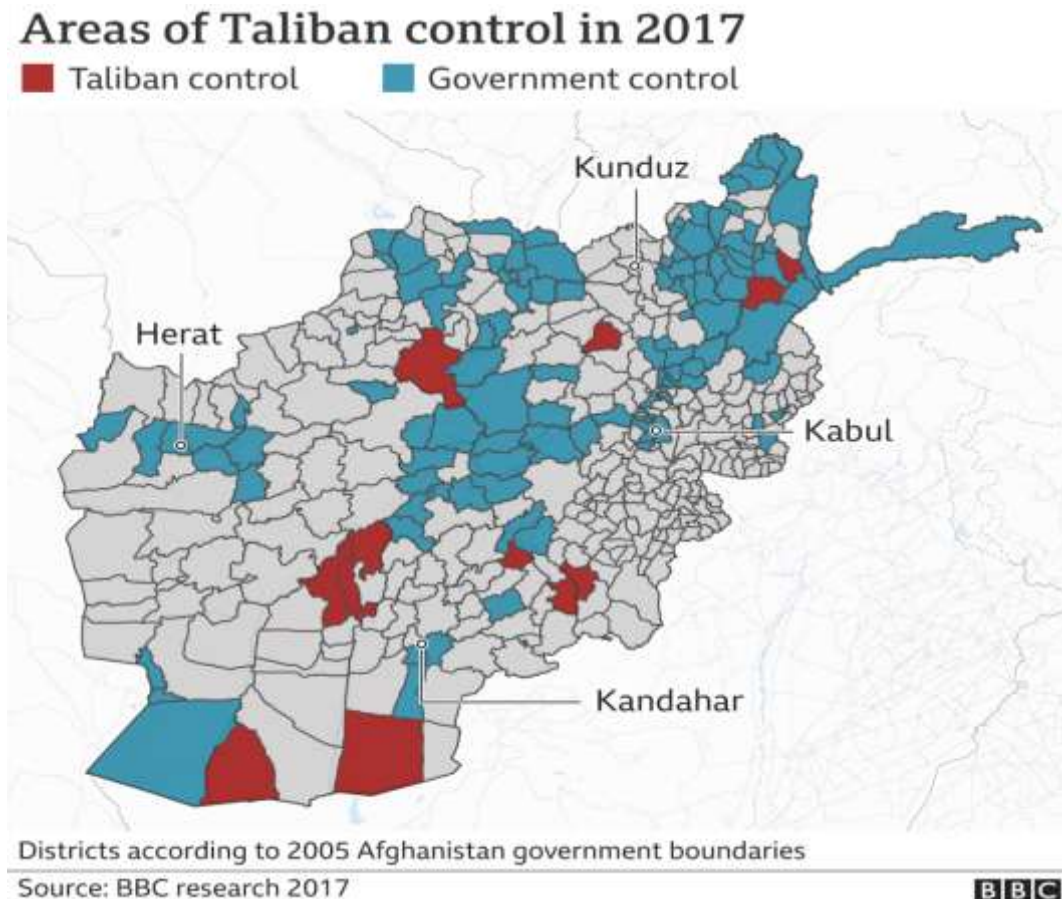 Areas of Taliban control in 2017
Taliban control Government control
Kunduz
Herat
Kabul
Kandahar
Districts according to 2005 Afghanistan government boundaries
Source: BBC research 2017
BBC